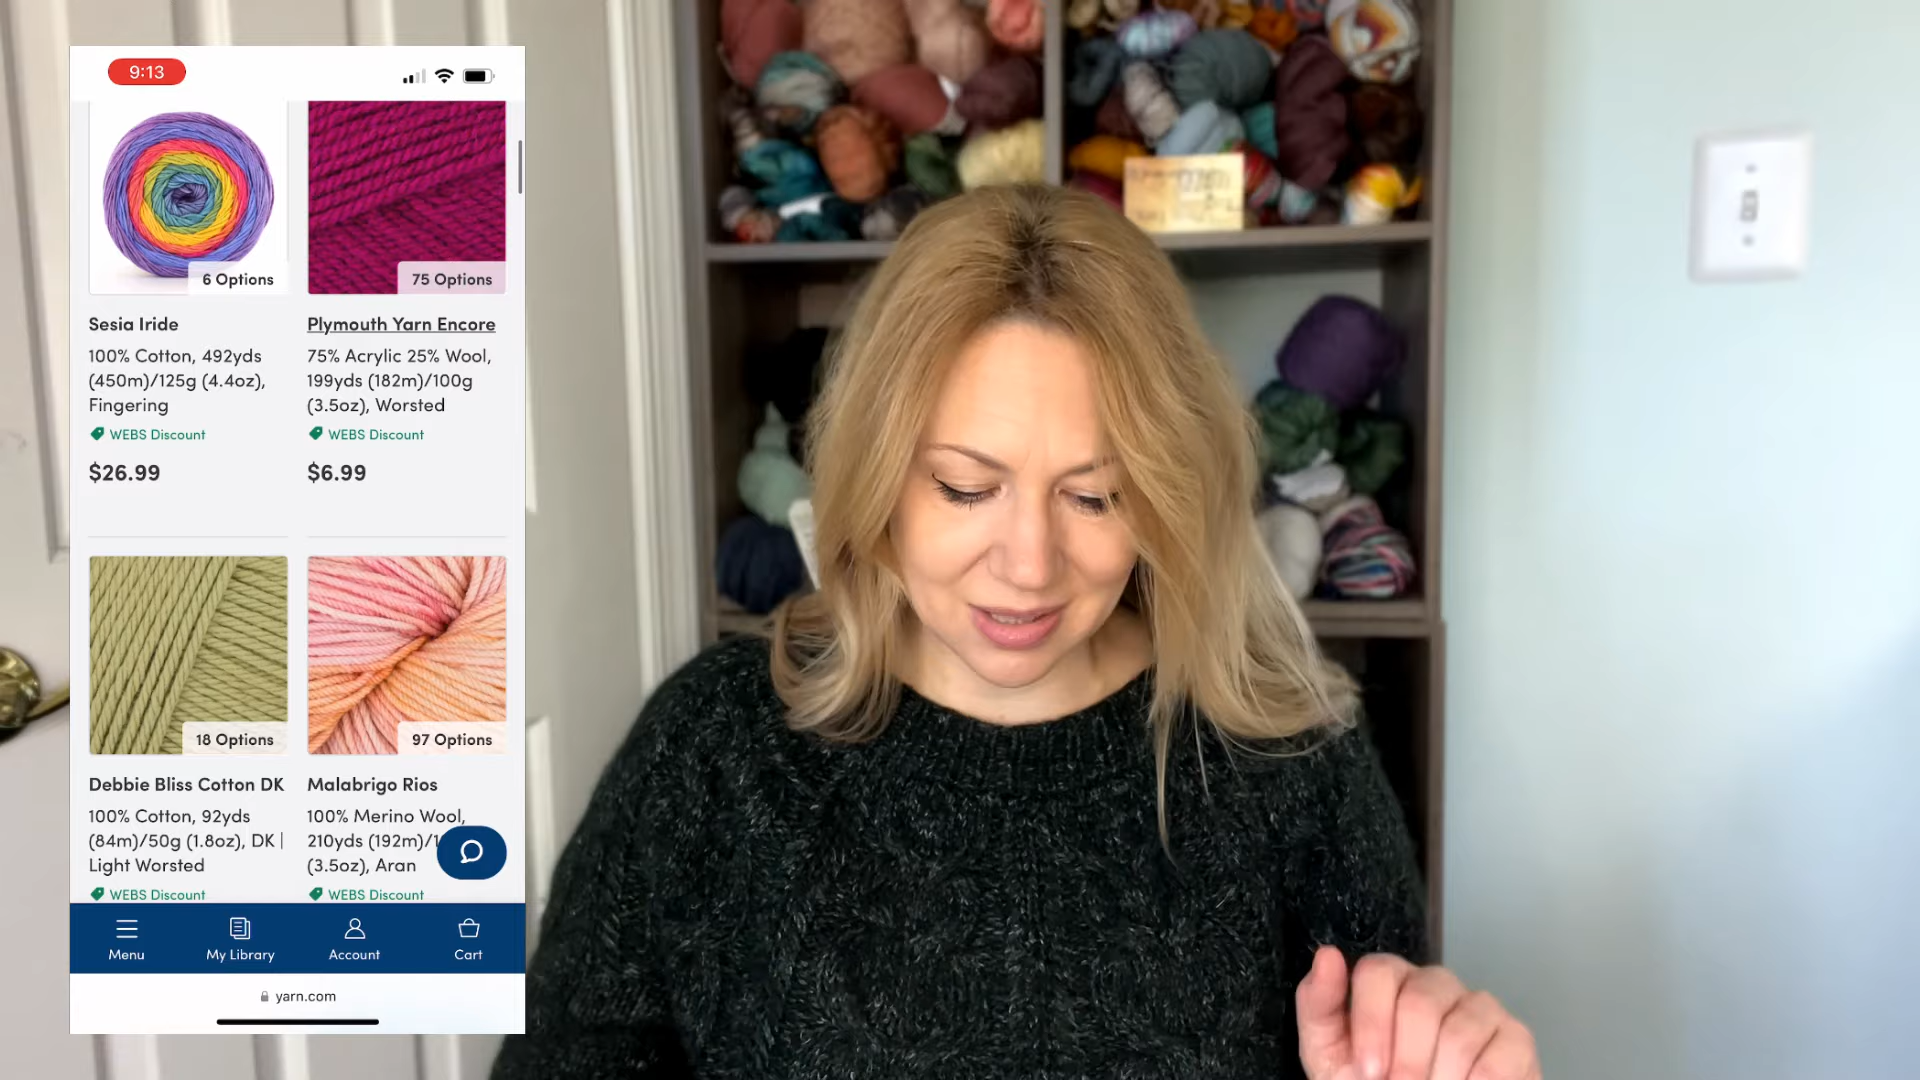 9:13
6 Options
75 Options
Sesia Iride
100% Cotton, 492yds
(450m)/125g (4.4oz),
Fingering
WEBS Discount
$26.99
Plymouth Yarn Encore
75% Acrylic 25% Wool,
199yds (182m)/100g
(3.5oz), Worsted
WEBS Discount
$6.99
18 Options
97 Options
Debbie Bliss Cotton DK
100% Cotton, 92yds
(84m)/50g (1.8oz), DK |
Light Worsted
WEBS Discount
Malabrigo Rios
100% Merino Wool,
210yds (192m)/1
(3.5oz), Aran
WEBS Discount
Menu
My Library
Account
Cart
yarn.com